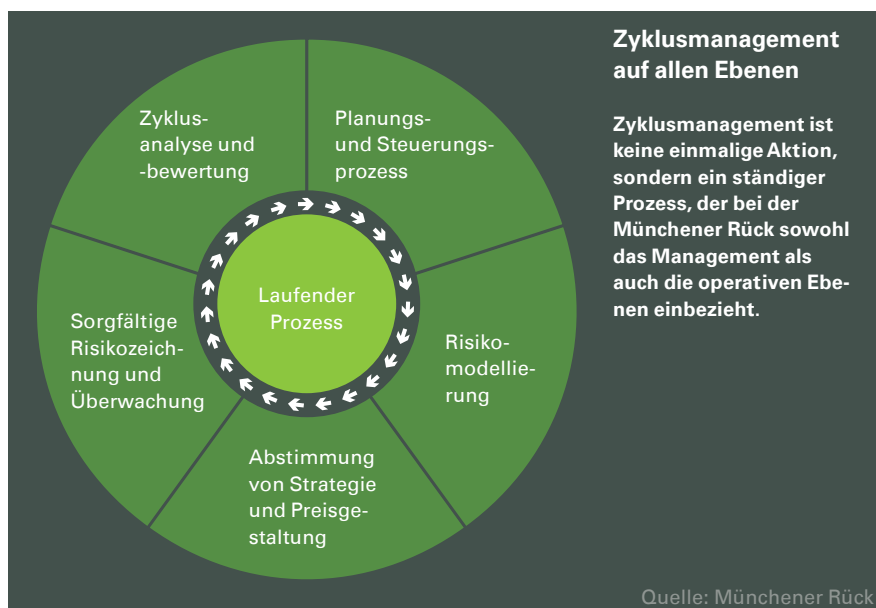 Zyklusmanagement
auf allen Ebenen
Zyklusmanagement ist
keine einmalige Aktion,
sondern ein ständiger
Prozess, der bei der
Münchener Rück sowohl
das Management als
auch die operativen Ebe-
nen einbezieht.
Zyklus-
analyse und
-bewertung
Planungs-
und Steuerungs-
prozess
Risiko-
modellie-
rung
Abstimmung
von Strategie
und Preisge-
staltung
Sorgfältige
Risikozeich-
nung und
Überwachung
Laufender
Prozess
Quelle: Münchener Rück